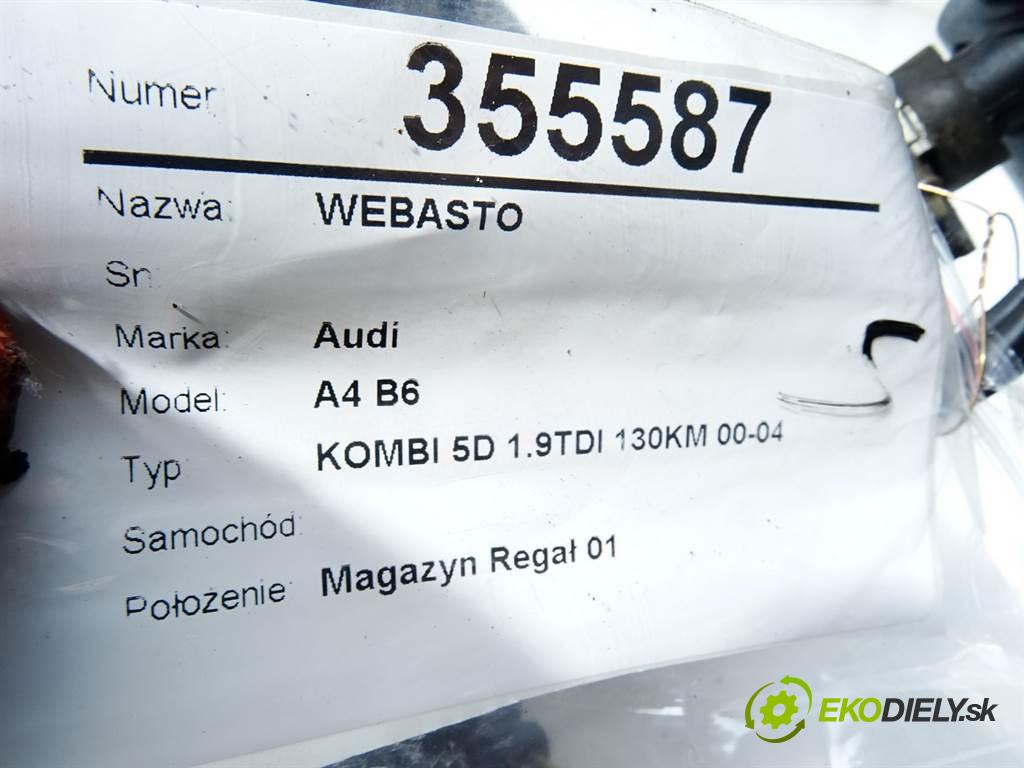 Numer 355587
Nazwa: WEBASTO
Sn:
Marka: Audi
Model: A4 B6
Typ KOMBI 5D 1.9TDI 130KM 00-04
Samochód:
Położenie: Magazyn Regał 01
EKODIELY.sk